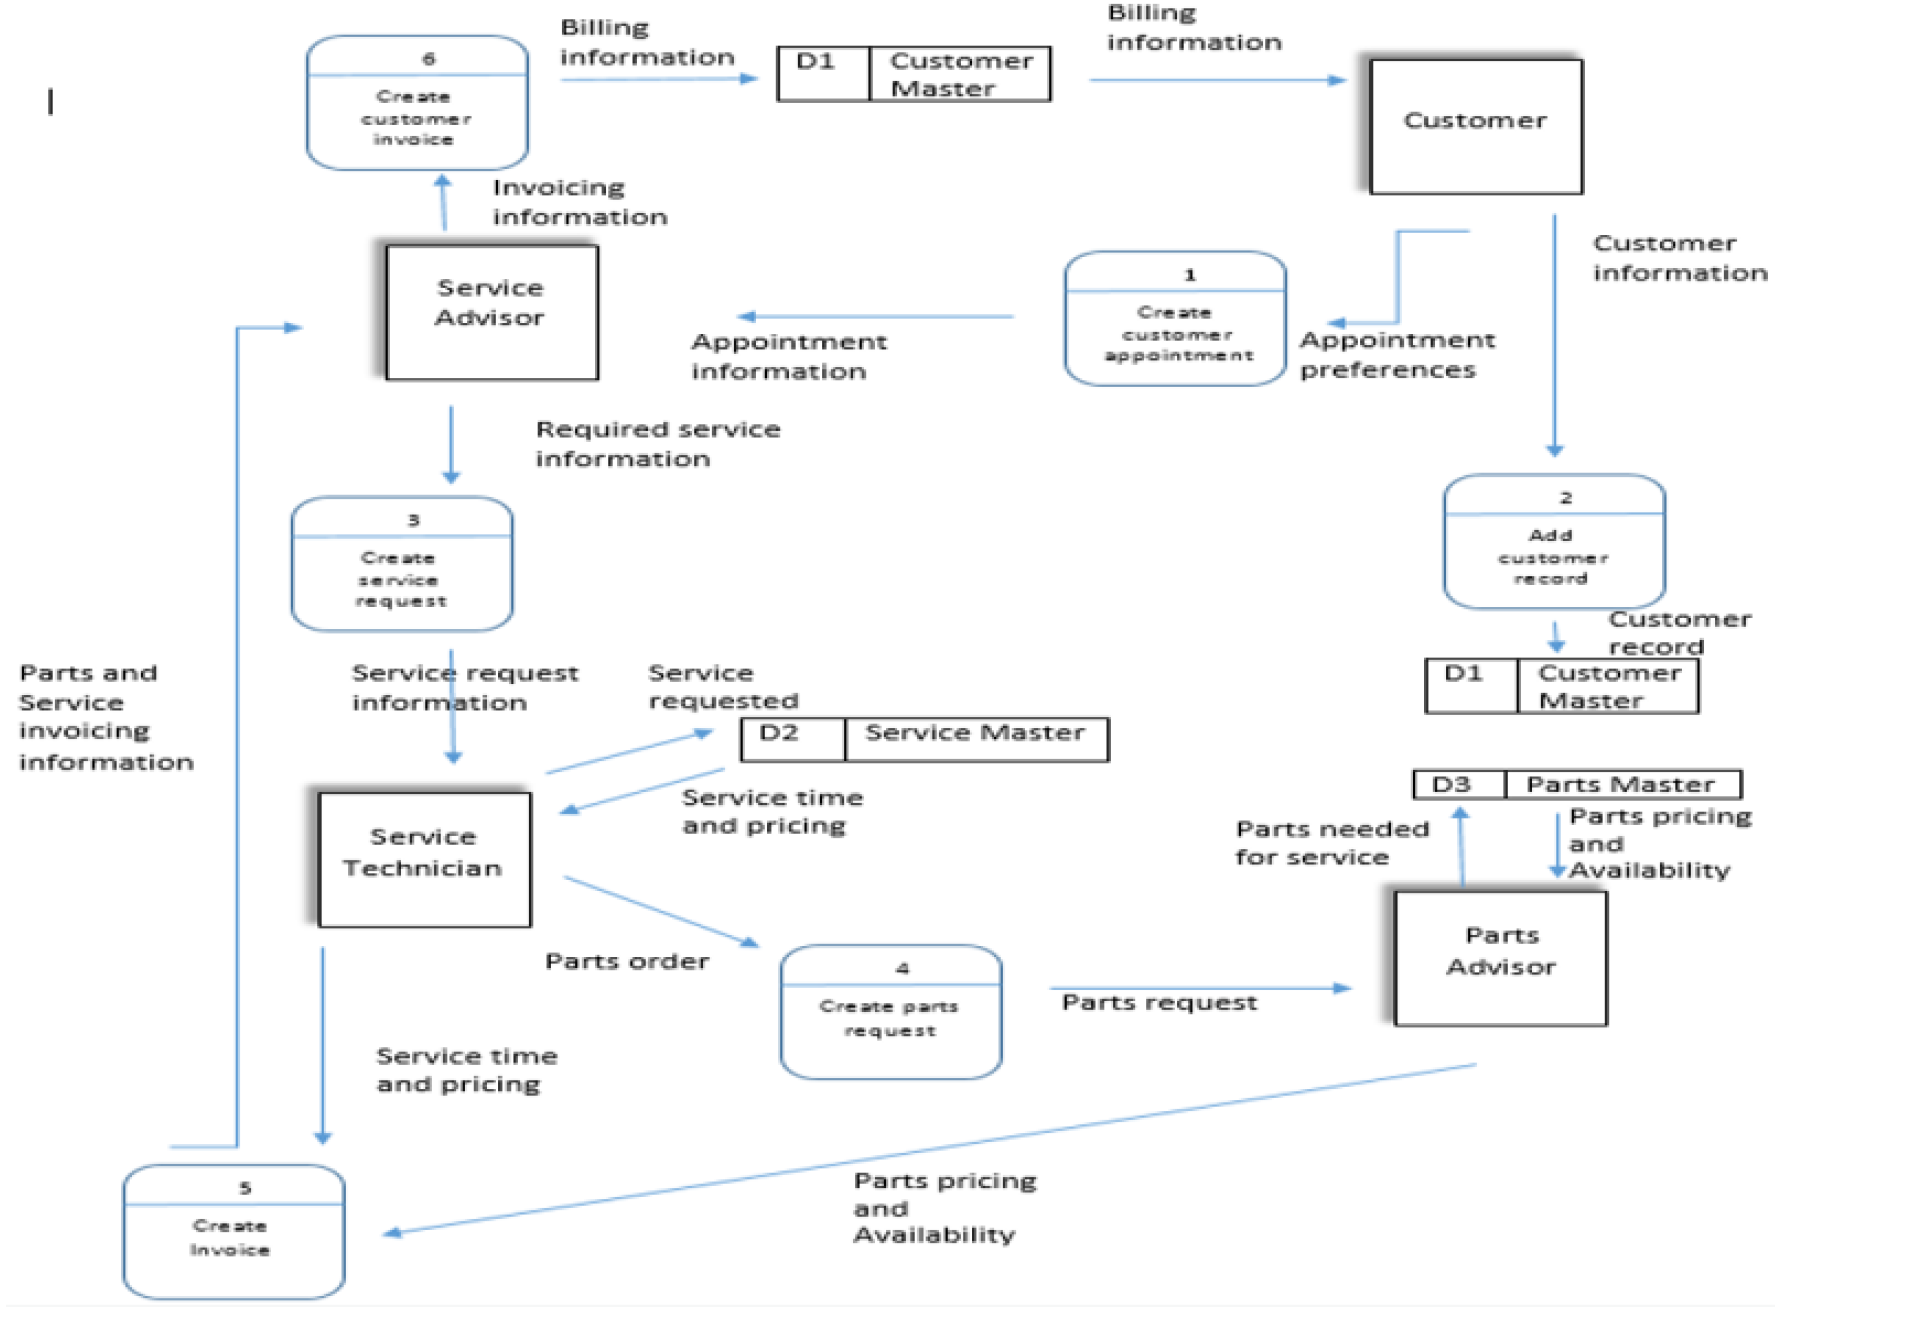 Billing
information
Billing
information
6
Create
customer
invoice
D1
Customer
Master
Customer
Invoicing
information
Service
Advisor
1
Create
customer
appointment
Customer
information
Appointment
information
Appointment
preferences
Required service
information
3
Create
service
request
2
Add
customer
record
Customer
record
D1
Customer
Master
Parts and
Service
invoicing
information
Service request
information
Service
requested
D2
Service Master
Service time
and pricing
D3
Parts Master
Parts needed
for service
Parts pricing
and
Availability
Service
Technician
Parts
Advisor
Parts order
4
Create parts
request
Parts request
Service time
and pricing
5
Create
Invoice
Parts pricing
and
Availability